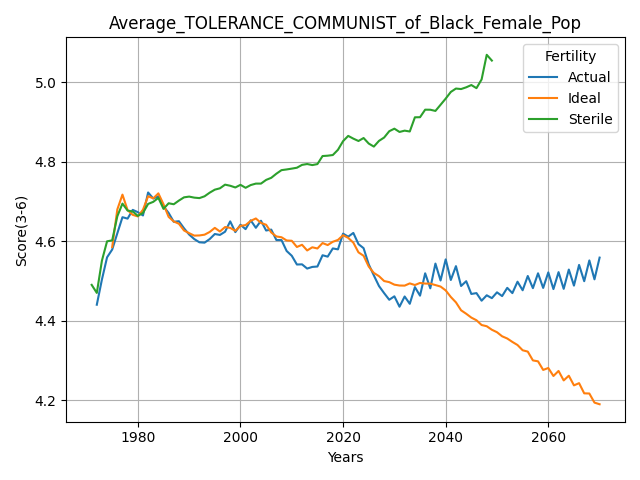 Average_TOLERANCE_COMMUNIST_of_Black_Female_Pop
Fertility
Actual
Ideal
Sterile
Score(3-6)
5.0
4.8
4.6
4.4
4.2
1980 2000 2020 2040 2060
Years